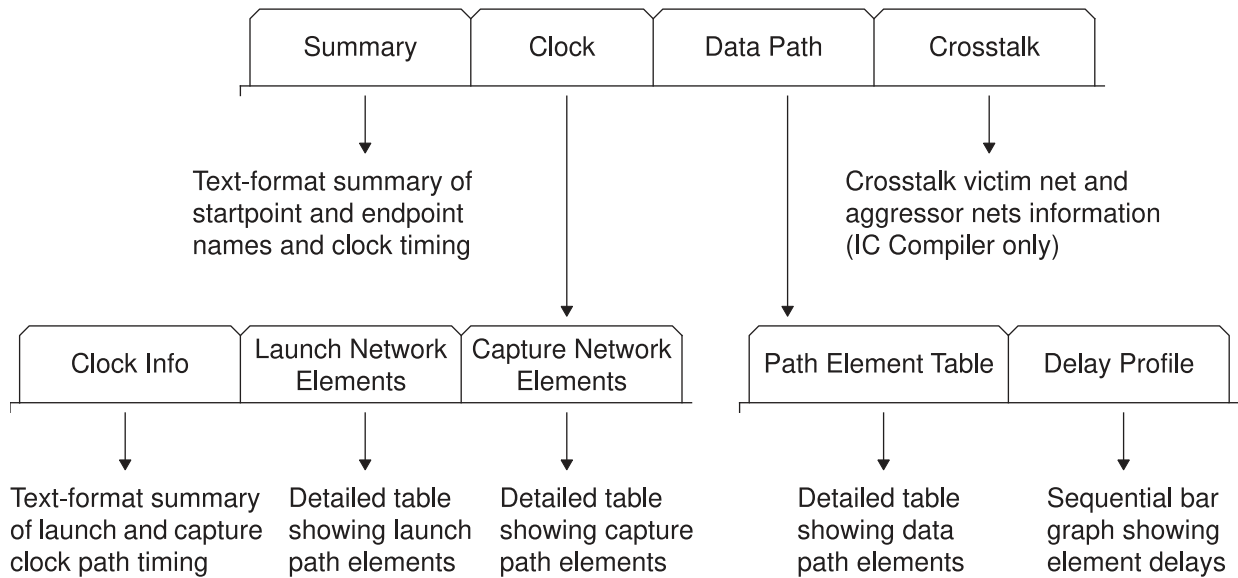 Summary
Clock
Data Path
Crosstalk
Text-format summary of
startpoint and endpoint
names and clock timing
Crosstalk victim net and
aggressor nets information
(IC Compiler only)
Clock Info
Launch Network
Elements
Capture Network
Elements
Path Element Table
Delay Profile
Text-format summary
of launch and capture
clock path timing
Detailed table
showing launch
path elements
Detailed table
showing capture
path elements
Detailed table
showing data
path elements
Sequential bar
graph showing
element delays